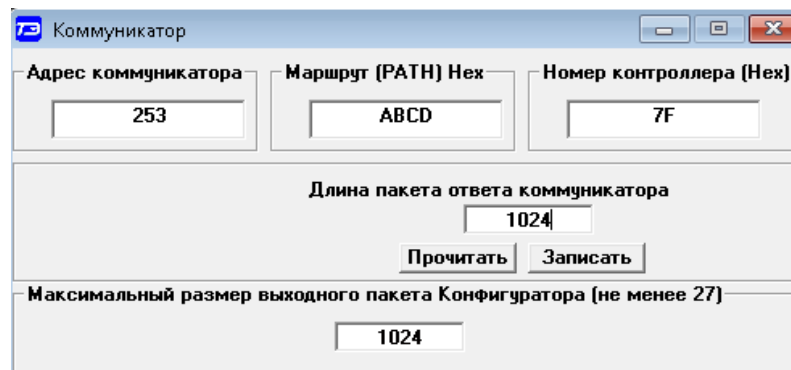 ТЭ Коммуникатор
Адрес коммуникатора Маршрут (PATH) Hex Номер контроллера (Hex)
253 ABCD 7F
Длина пакета ответа коммуникатора
1024
Прочитать Записать
Максимальный размер выходного пакета Конфигуратора (не менее 27)
1024